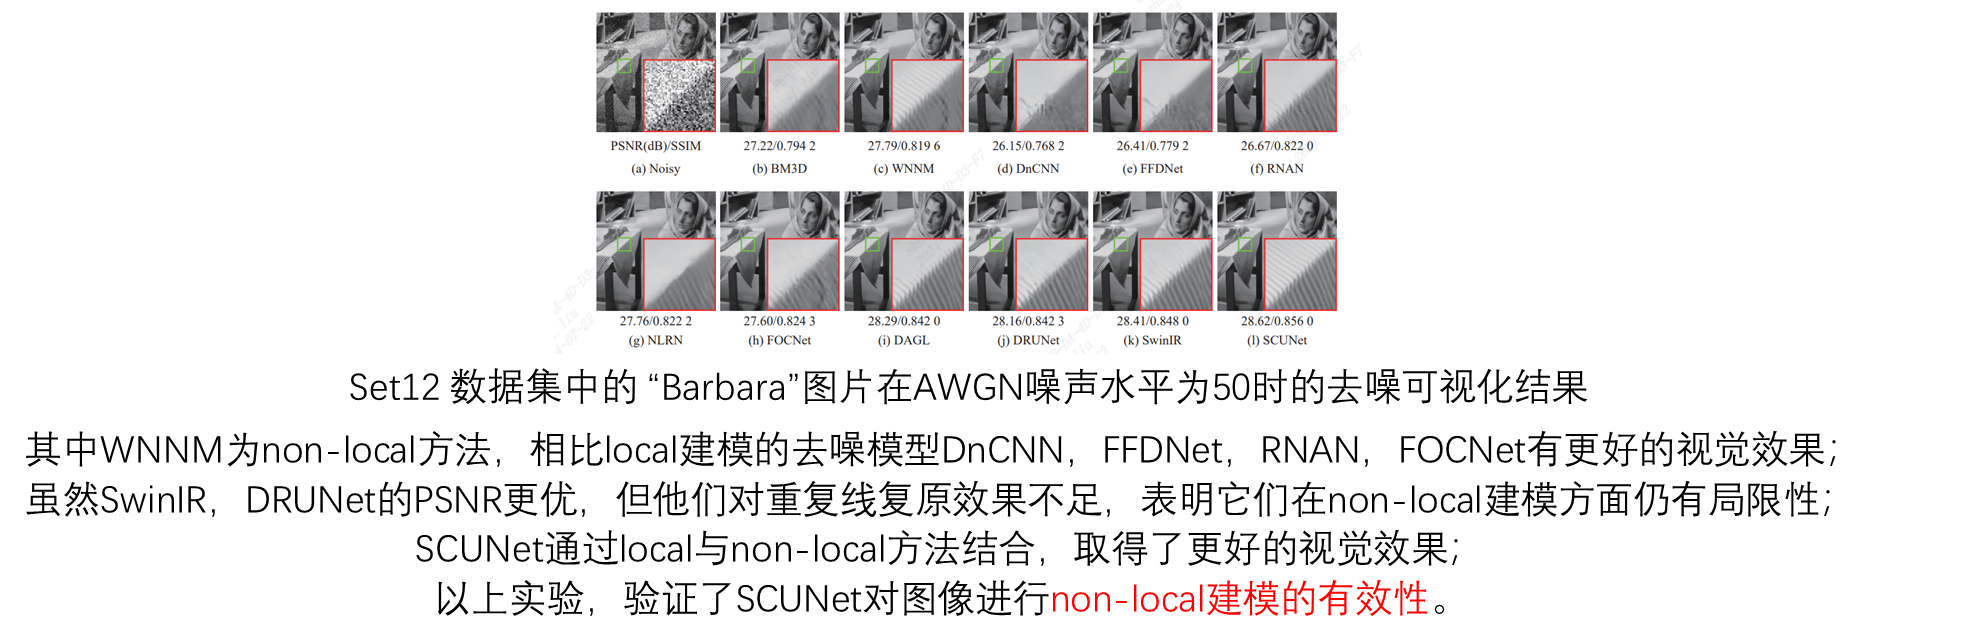 PSNR(dB)/SSIM 27.22/0.794 2 27.79/0.819 6 26.15/0.768 2 26.41/0.779 2 26.67/0.822 0
(a) Noisy (b) BM3D (c) WNNM (d) DnCNN (e) FFDNet (f) RNAN
27.76/0.822 2 27.60/0.824 3 28.29/0.842 0 28.16/0.842 3 28.41/0.848 0 28.62/0.856 0
(g) NLRN (h) FOCNet (i) DAGL (j) DRUNet (k) SwinIR (l) SCUNet
Set12 数据集中的 “Barbara”图片在AWGN噪声水平为50时的去噪可视化结果
其中WNNM为non-local方法，相比local建模的去噪模型DnCNN，FFDNet，RNAN，FOCNet有更好的视觉效果；
虽然SwinIR，DRUNet的PSNR更优，但他们对重复线复原效果不足，表明它们在non-local建模方面仍有局限性；
SCUNet通过local与non-local方法结合，取得了更好的视觉效果；
以上实验，验证了SCUNet对图像进行non-local建模的有效性。